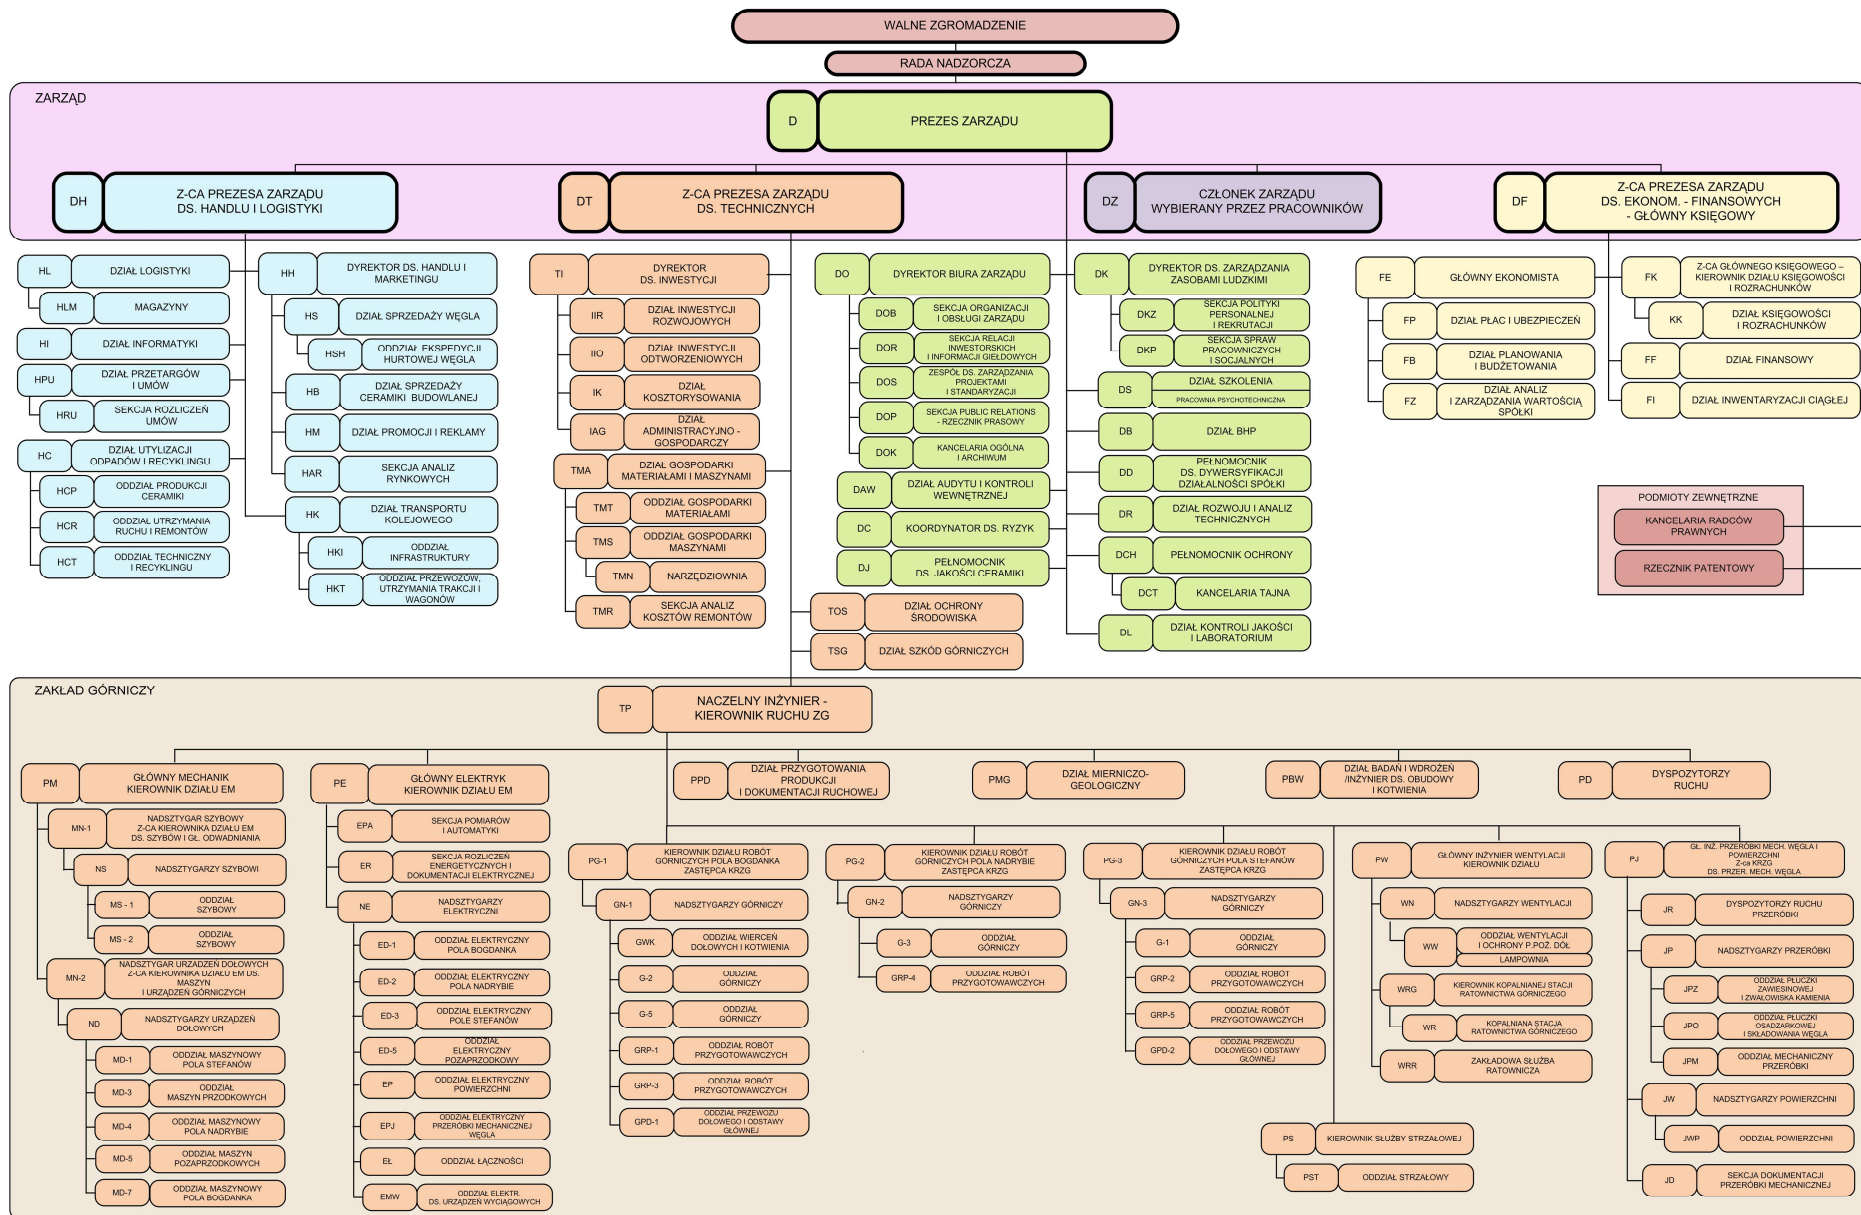 WALNE ZGROMADZENIE
RADA NADZORCZA
ZARZĄD
D
PREZES ZARZĄDU
DH
Z-CA PREZESA ZARZĄDU
DS. HANDLU I LOGISTYKI
DT
Z-CA PREZESA ZARZĄDU
DS. TECHNICZNYCH
DZ
CZŁONEK ZARZĄDU
WYBIERANY PRZEZ PRACOWNIKÓW
DF
Z-CA PREZESA ZARZĄDU
DS. EKONOM. - FINANSOWYCH
- GŁÓWNY KSIĘGOWY
HL
DZIAŁ LOGISTYKI
HLM
MAGAZYNY
HI
DZIAŁ INFORMATYKI
HPU
DZIAŁ PRZETARGÓW
I UMÓW
HRU
SEKCJA ROZLICZEŃ
UMÓW
HC
DZIAŁ UTYLIZACJI
ODPADÓW I RECYKLINGU
HCP
ODDZIAŁ PRODUKCJI
CERAMIKI
HCR
ODDZIAŁ UTRZYMANIA
RUCHU I REMONTÓW
HCT
ODDZIAŁ TECHNICZNY
I RECYKLINGU
HH
DYREKTOR DS. HANDLU I
MARKETINGU
HS
DZIAŁ SPRZEDAŻY WĘGLA
HSH
ODDZIAŁ EKSPEDYCJI
HURTOWEJ WĘGLA
HB
DZIAŁ SPRZEDAŻY
CERAMIKI BUDOWLANEJ
HM
DZIAŁ PROMOCJI I REKLAMY
HAR
SEKCJA ANALIZ
RYNKOWYCH
HK
DZIAŁ TRANSPORTU
KOLEJOWEGO
HKI
ODDZIAŁ
INFRASTRUKTURY
HKT
ODDZIAŁ PRZEWOZÓW,
UTRZYMANIA TRAKCJI I
WAGONÓW
TI
DYREKTOR
DS. INWESTYCJI
IIR
DZIAŁ INWESTYCJI
ROZWOJOWYCH
IIO
DZIAŁ INWESTYCJI
ODTWORZENIOWYCH
IK
DZIAŁ
KOSZTORYSOWANIA
IAG
DZIAŁ
ADMINISTRACYJNO -
GOSPODARCZY
TMA
DZIAŁ GOSPODARKI
MATERIAŁAMI I MASZYNAMI
TMT
ODDZIAŁ GOSPODARKI
MATERIAŁAMI
TMS
ODDZIAŁ GOSPODARKI
MASZYNAMI
TMN
NARZĘDZIOWNIA
TMR
SEKCJA ANALIZ
KOSZTÓW REMONTÓW
TOS
DZIAŁ OCHRONY
ŚRODOWISKA
TSG
DZIAŁ SZKÓD GÓRNICZYCH
DO
DYREKTOR BIURA ZARZĄDU
DOB
SEKCJA ORGANIZACJI
I OBSŁUGI ZARZĄDU
DOR
SEKCJA RELACJI
INWESTORSKICH
I INFORMACJI GIEŁDOWYCH
DOS
ZESPÓŁ DS. ZARZĄDZANIA
PROJEKTAMI
I STANDARYZACJI
DOP
SEKCJA PUBLIC RELATIONS
- RZECZNIK PRASOWY
DOK
KANCELARIA OGÓLNA
I ARCHIWUM
DAW
DZIAŁ AUDYTU I KONTROLI
WEWNĘTRZNEJ
DC
KOORDYNATOR DS. RYZYK
DJ
PEŁNOMOCNIK
DS. JAKOŚCI CERAMIKI
DK
DYREKTOR DS. ZARZĄDZANIA
ZASOBAMI LUDZKIMI
DKZ
SEKCJA POLITYKI
PERSONALNEJ
I REKRUTACJI
DKP
SEKCJA SPRAW
PRACOWNICZYCH
I SOCJALNYCH
DS
DZIAŁ SZKOLENIA
PRACOWNIA PSYCHOTECHNICZNA
DB
DZIAŁ BHP
DD
PEŁNOMOCNIK
DS. DYWERSYFIKACJI
DZIAŁALNOŚCI SPÓŁKI
DR
DZIAŁ ROZWOJU I ANALIZ
TECHNICZNYCH
DCH
PEŁNOMOCNIK OCHRONY
DCT
KANCELARIA TAJNA
DL
DZIAŁ KONTROLI JAKOŚCI
I LABORATORIUM
FE
GŁÓWNY EKONOMISTA
FP
DZIAŁ PŁAC I UBEZPIECZEŃ
FB
DZIAŁ PLANOWANIA
I BUDŻETOWANIA
FZ
DZIAŁ ANALIZ
I ZARZĄDZANIA WARTOŚCIĄ
SPÓŁKI
FK
Z-CA GŁÓWNEGO KSIĘGOWEGO –
KIEROWNIK DZIAŁU KSIĘGOWOŚCI
I ROZRACHUNKÓW
KK
DZIAŁ KSIĘGOWOŚCI
I ROZRACHUNKÓW
FF
DZIAŁ FINANSOWY
FI
DZIAŁ INWENTARYZACJI CIĄGŁEJ
PODMIOTY ZEWNĘTRZNE
KANCELARIA RADCÓW
PRAWNYCH
RZECZNIK PATENTOWY
ZAKŁAD GÓRNICZY
TP
NACZELNY INŻYNIER -
KIEROWNIK RUCHU ZG
PM
GŁÓWNY MECHANIK
KIEROWNIK DZIAŁU EM
MN-1
NADSZTYGAR SZYBOWY
Z-CA KIEROWNIKA DZIAŁU EM
DS. SZYBÓW I GŁ. ODWADNIANIA
NS
NADSZTYGARZY SZYBOWI
MS - 1
ODDZIAŁ
SZYBOWY
MS - 2
ODDZIAŁ
SZYBOWY
MN-2
NADSZTYGAR URZĄDZEŃ DOŁOWYCH
Z-CA KIEROWNIKA DZIAŁU EM DS.
MASZYN
I URZĄDZEŃ GÓRNICZYCH
ND
NADSZTYGARZY URZĄDZEŃ
DOŁOWYCH
MD-1
ODDZIAŁ MASZYNOWY
POLA STEFANÓW
MD-3
ODDZIAŁ
MASZYN PRZODKOWYCH
MD-4
ODDZIAŁ MASZYNOWY
POLA NADRYBIE
MD-5
ODDZIAŁ MASZYN
POZAPRZODKOWYCH
MD-7
ODDZIAŁ MASZYNOWY
POLA BOGDANKA
PE
GŁÓWNY ELEKTRYK
KIEROWNIK DZIAŁU EM
EPA
SEKCJA POMIARÓW
I AUTOMATYKI
ER
SEKCJA ROZLICZEŃ
ENERGETYCZNYCH I
DOKUMENTACJI ELEKTRYCZNEJ
NE
NADSZTYGARZY
ELEKTRYCZNI
ED-1
ODDZIAŁ ELEKTRYCZNY
POLA BOGDANKA
ED-2
ODDZIAŁ ELEKTRYCZNY
POLA NADRYBIE
ED-3
ODDZIAŁ ELEKTRYCZNY
POLE STEFANÓW
ED-5
ODDZIAŁ
ELEKTRYCZNY
POZAPRZODKOWY
EP
ODDZIAŁ ELEKTRYCZNY
POWIERZCHNI
EPJ
ODDZIAŁ ELEKTRYCZNY
PRZERÓBKI MECHANICZNEJ
WĘGLA
EŁ
ODDZIAŁ ŁĄCZNOŚCI
EMW
ODDZIAŁ ELEKTR.
DS. URZĄDZEŃ WYCIĄGOWYCH
PPD
DZIAŁ PRZYGOTOWANIA
PRODUKCJI
I DOKUMENTACJI RUCHOWEJ
PMG
DZIAŁ MIERNICZO-
GEOLOGICZNY
PBW
DZIAŁ BADAŃ I WDROŻEŃ
/INŻYNIER DS. OBUDOWY
I KOTWIENIA
PD
DYSPOZYTORZY
RUCHU
PG-1
KIEROWNIK DZIAŁU ROBÓT
GÓRNICZYCH POLA BOGDANKA
ZASTĘPCA KRZG
GN-1
NADSZTYGARZY GÓRNICZY
GWK
ODDZIAŁ WIERCEŃ
DOŁOWYCH I KOTWIENIA
G-2
ODDZIAŁ
GÓRNICZY
G-5
ODDZIAŁ
GÓRNICZY
GRP-1
ODDZIAŁ ROBÓT
PRZYGOTOWAWCZYCH
GRP-3
ODDZIAŁ ROBÓT
PRZYGOTOWAWCZYCH
GPD-1
ODDZIAŁ PRZEWOZU
DOŁOWEGO I ODSTAWY
GŁÓWNEJ
PG-2
KIEROWNIK DZIAŁU ROBÓT
GÓRNICZYCH POLA NADRYBIE
ZASTĘPCA KRZG
GN-2
NADSZTYGARZY
GÓRNICZY
G-3
ODDZIAŁ
GÓRNICZY
GRP-4
ODDZIAŁ ROBÓT
PRZYGOTOWAWCZYCH
PG-3
KIEROWNIK DZIAŁU ROBÓT
GÓRNICZYCH POLA STEFANÓW
ZASTĘPCA KRZG
GN-3
NADSZTYGARZY
GÓRNICZY
G-1
ODDZIAŁ
GÓRNICZY
GRP-2
ODDZIAŁ ROBÓT
PRZYGOTOWAWCZYCH
GRP-5
ODDZIAŁ ROBÓT
PRZYGOTOWAWCZYCH
GPD-2
ODDZIAŁ PRZEWOZU
DOŁOWEGO I ODSTAWY
GŁÓWNEJ
PS
KIEROWNIK SŁUŻBY STRZAŁOWEJ
PST
ODDZIAŁ STRZAŁOWY
PW
GŁÓWNY INŻYNIER WENTYLACJI
KIEROWNIK DZIAŁU
WN
NADSZTYGARZY WENTYLACJI
WW
ODDZIAŁ WENTYLACJI
I OCHRONY P.POŻ. DÓŁ
LAMPOWNIA
WRG
KIEROWNIK KOPALNIANEJ STACJI
RATOWNICTWA GÓRNICZEGO
WR
KOPALNIANA STACJA
RATOWNICTWA GÓRNICZEGO
WRR
ZAKŁADOWA SŁUŻBA
RATOWNICZA
PJ
GŁ. INŻ. PRZERÓBKI MECH. WĘGLA I
POWIERZCHNI
Z-ca KRZG
DS. PRZER. MECH. WĘGLA
JR
DYSPOZYTORZY RUCHU
PRZERÓBKI
JP
NADSZTYGARZY PRZERÓBKI
JPZ
ODDZIAŁ PŁUCZKI
ZAWIESINOWEJ
I ZWAŁOWISKA KAMIENIA
JPO
ODDZIAŁ PŁUCZKI
OSADZARKOWEJ
I SKŁADOWANIA WĘGLA
JPM
ODDZIAŁ MECHANICZNY
PRZERÓBKI
JW
NADSZTYGARZY POWIERZCHNI
JWP
ODDZIAŁ POWIERZCHNI
JD
SEKCJA DOKUMENTACJI
PRZERÓBKI MECHANICZNEJ